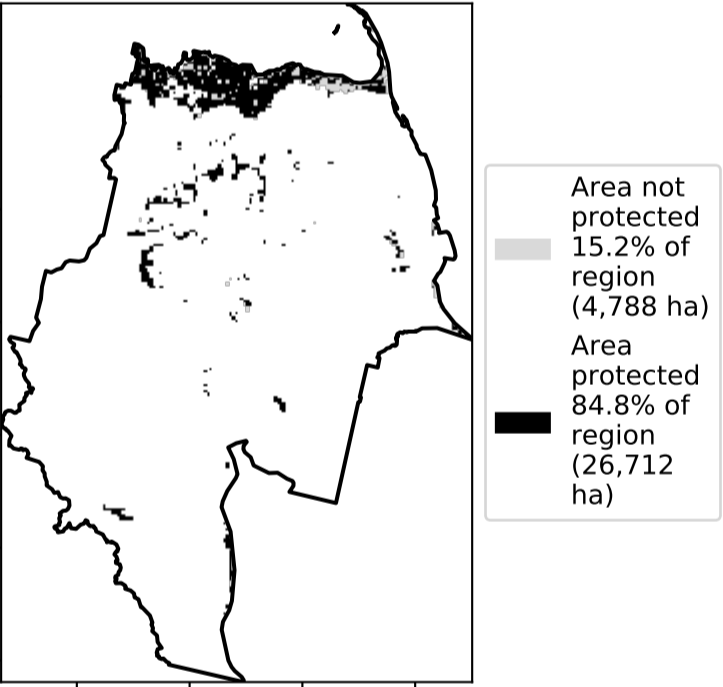 Area not
protected
15.2% of
region
(4,788 ha)
Area
protected
84.8% of
region
(26,712
ha)